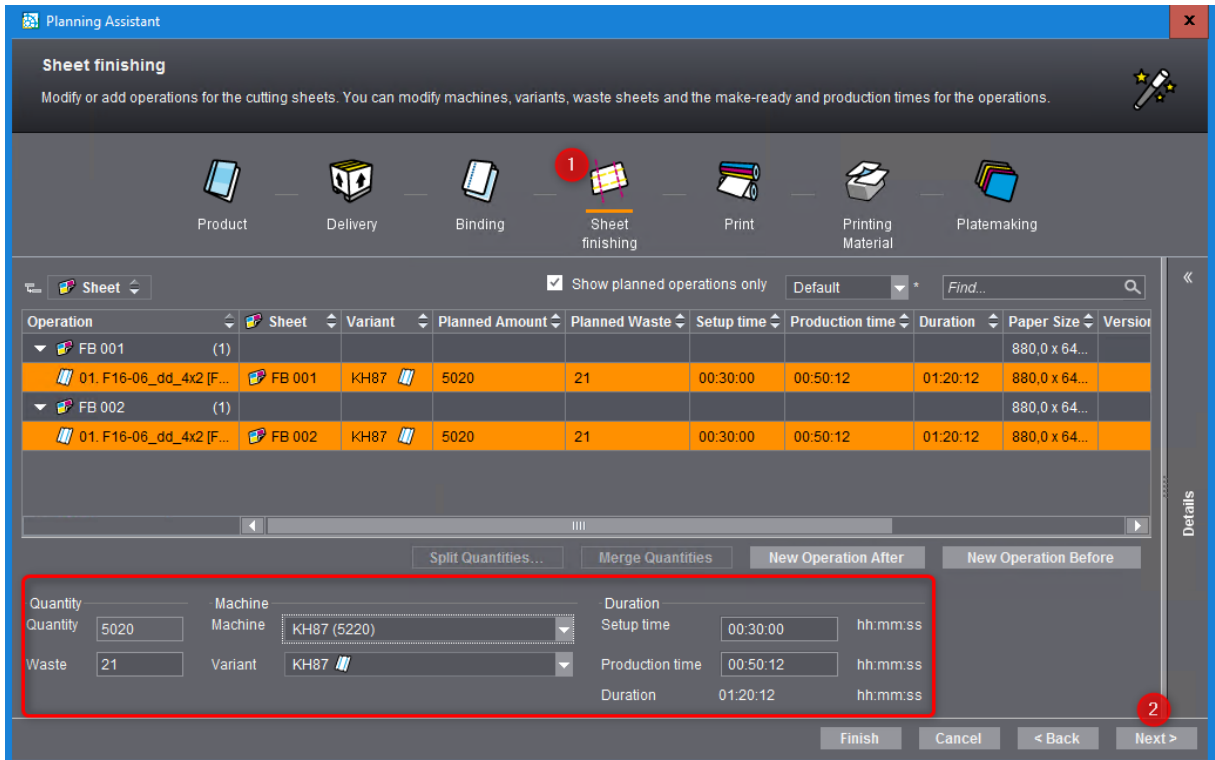 Planning Assistant
x
Sheet finishing
Modify or add operations for the cutting sheets. You can modify machines, variants, waste sheets and the make-ready and production times for the operations.
1
Product
Delivery
Binding
Sheet
finishing
Print
Printing
Material
Platemaking
Sheet
Show planned operations only
Default
*
Find...
«
Operation Sheet Variant Planned Amount Planned Waste Setup time Production time Duration Paper Size Version
FB 001 (1) 880,0 x 64...
01. F16-06_dd_4x2 [F... FB 001 KH87 5020 21 00:30:00 00:50:12 01:20:12 880,0 x 64...
FB 002 (1) 880,0 x 64...
01. F16-06_dd_4x2 [F... FB 002 KH87 5020 21 00:30:00 00:50:12 01:20:12 880,0 x 64...
Details
Split Quantities...
Merge Quantities
New Operation After
New Operation Before
Quantity Machine Duration
Quantity 5020 Machine KH87 (5220) Setup time 00:30:00 hh:mm:ss
Waste 21 Variant KH87 Production time 00:50:12 hh:mm:ss
Duration 01:20:12 hh:mm:ss
2
Finish
Cancel
< Back
Next >